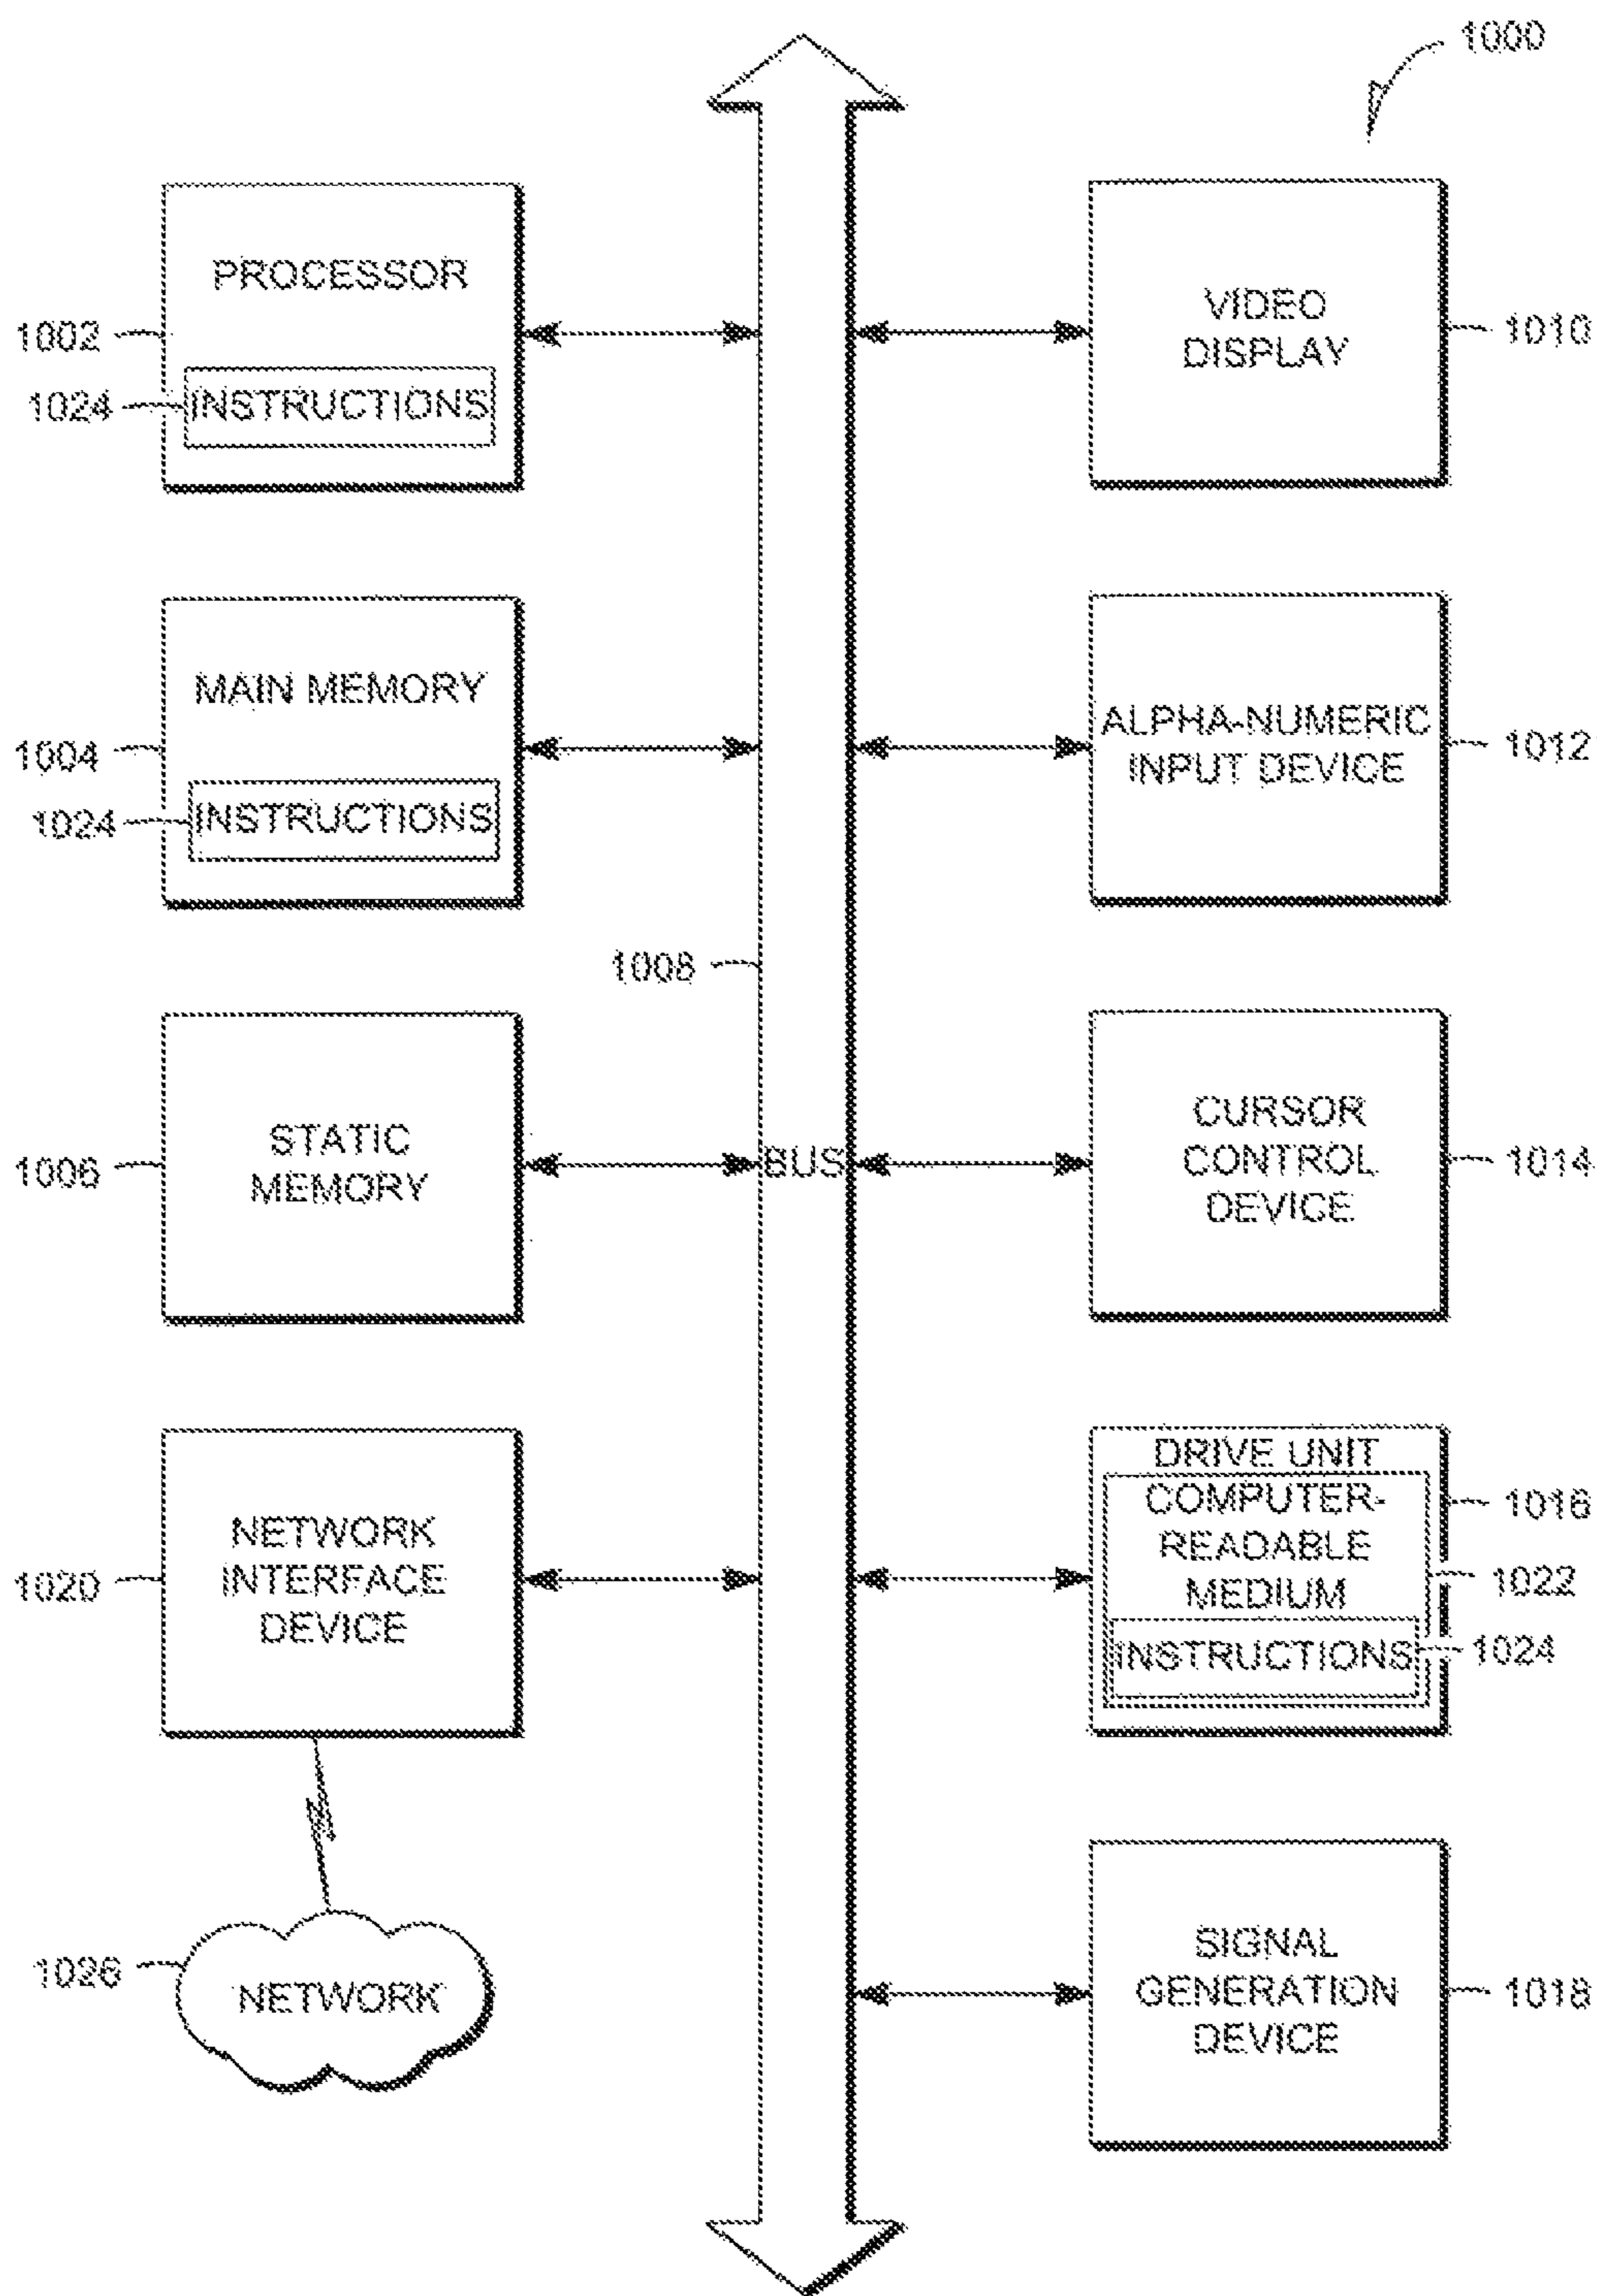 1000
PROCESSOR
1002
1024
INSTRUCTIONS
VIDEO
DISPLAY
1010
MAIN MEMORY
1004
1024
INSTRUCTIONS
ALPHA-NUMERIC
INPUT DEVICE
1012
1008
STATIC
MEMORY
1006
BUS
CURSOR
CONTROL
DEVICE
1014
NETWORK
INTERFACE
DEVICE
1020
DRIVE UNIT
COMPUTER-
READABLE
MEDIUM
INSTRUCTIONS
1016
1022
1024
1026
NETWORK
SIGNAL
GENERATION
DEVICE
1018